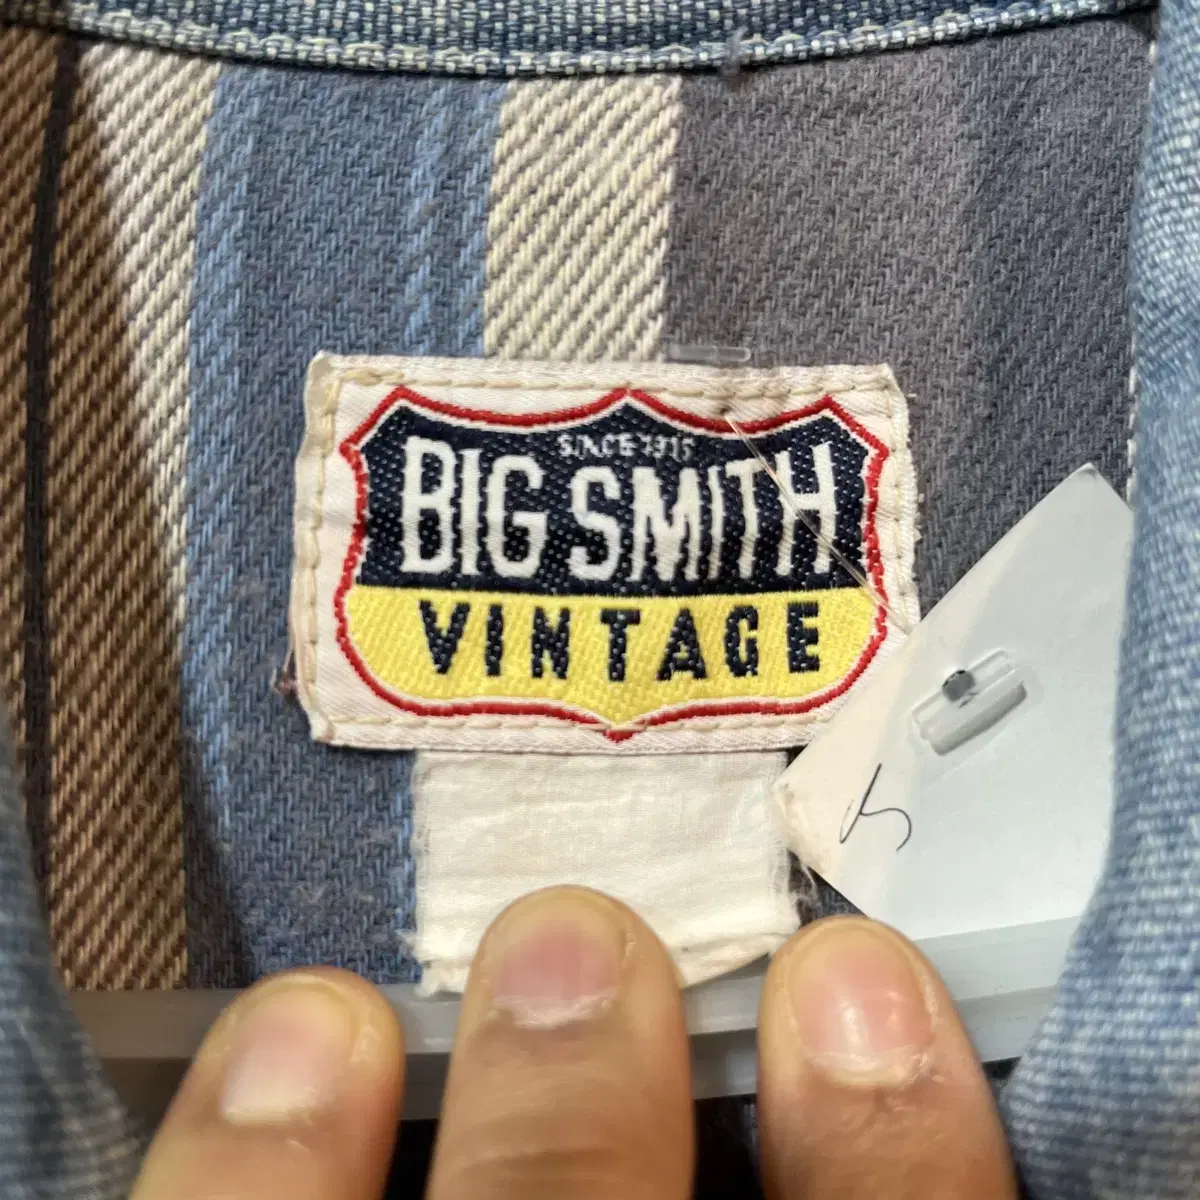 SINCE 1915
BIG SMITH
VINTAGE